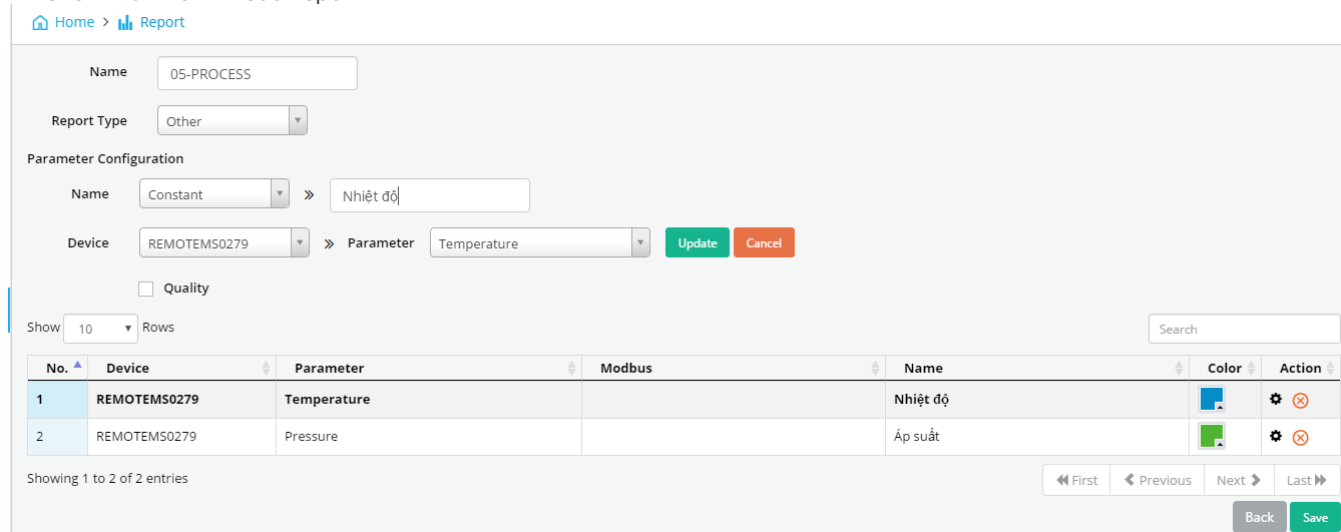 Home > Report
Name 05-PROCESS
Report Type Other
Parameter Configuration
Name Constant » Nhiệt độ
Device REMOTEMS0279 » Parameter Temperature Update Cancel
Quality
Show 10 Rows Search
No. Device Parameter Modbus Name Color Action
1 REMOTEMS0279 Temperature Nhiệt độ
2 REMOTEMS0279 Pressure Áp suất
Showing 1 to 2 of 2 entries First Previous Next Last
Back Save